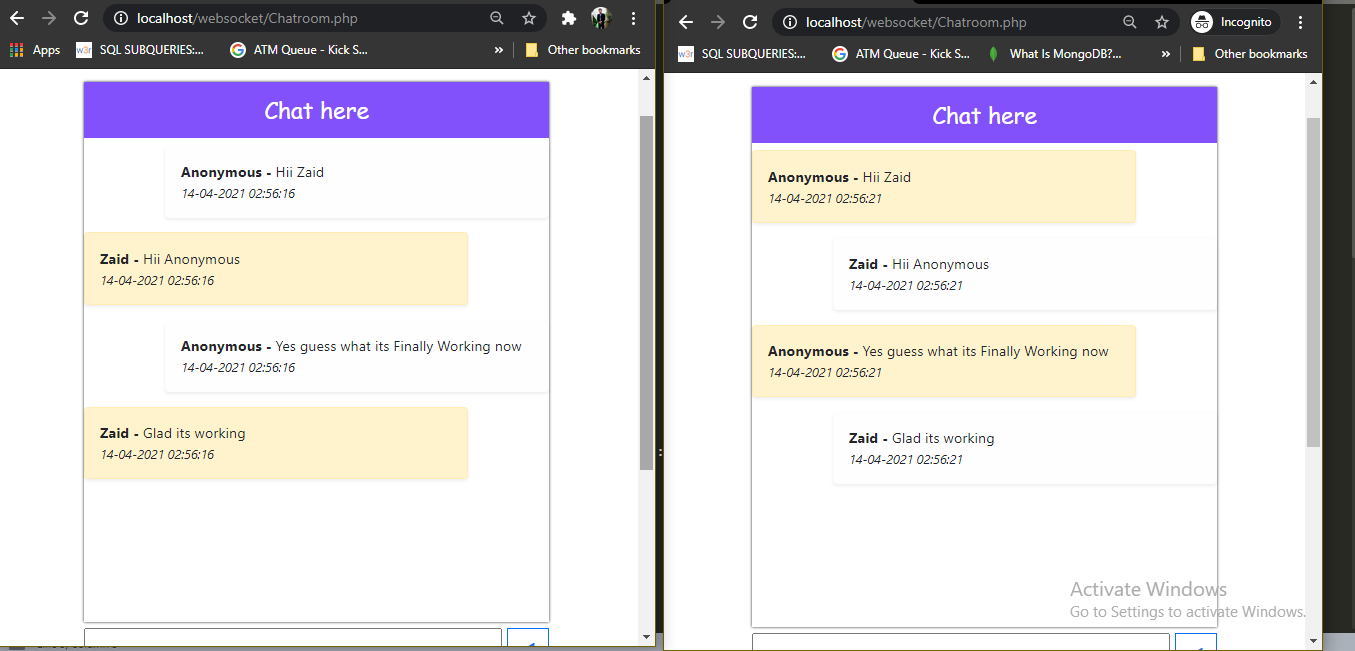 localhost/websocket/Chatroom.php
Apps
w3r
SQL SUBQUERIES:...
ATM Queue - Kick S...
»
Other bookmarks
Chat here
Anonymous - Hii Zaid
14-04-2021 02:56:16
Zaid - Hii Anonymous
14-04-2021 02:56:16
Anonymous - Yes guess what its Finally Working now
14-04-2021 02:56:16
Zaid - Glad its working
14-04-2021 02:56:16
localhost/websocket/Chatroom.php
Incognito
w3r
SQL SUBQUERIES:...
ATM Queue - Kick S...
What Is MongoDB?...
»
Other bookmarks
Chat here
Anonymous - Hii Zaid
14-04-2021 02:56:21
Zaid - Hii Anonymous
14-04-2021 02:56:21
Anonymous - Yes guess what its Finally Working now
14-04-2021 02:56:21
Zaid - Glad its working
14-04-2021 02:56:21
Activate Windows
Go to Settings to activate Windows.